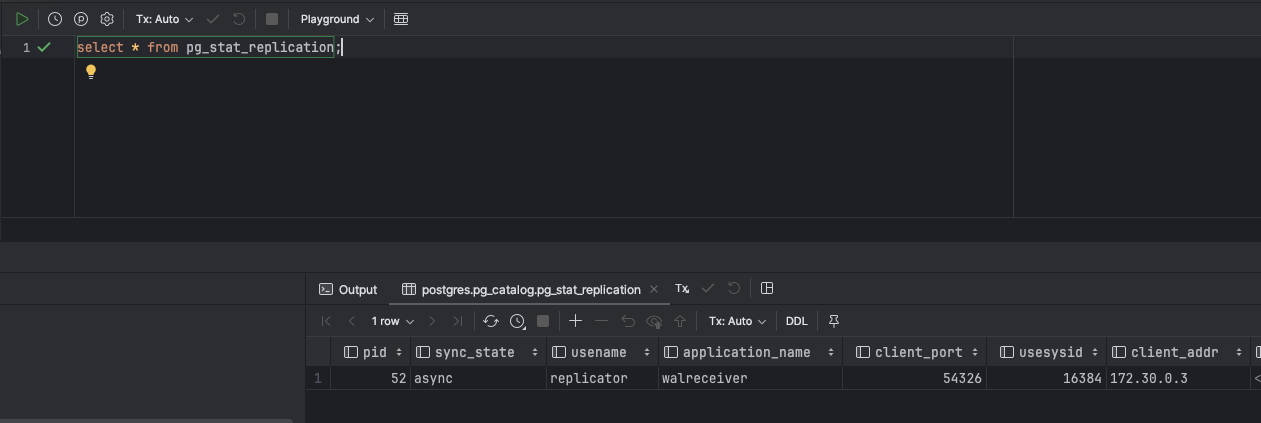 Tx: Auto Playground
1 select * from pg_stat_replication;
Output postgres.pg_catalog.pg_stat_replication Tx
1 row Tx: Auto DDL
pid sync_state usename application_name client_port usesysid client_addr
1 52 async replicator walreceiver 54326 16384 172.30.0.3 <